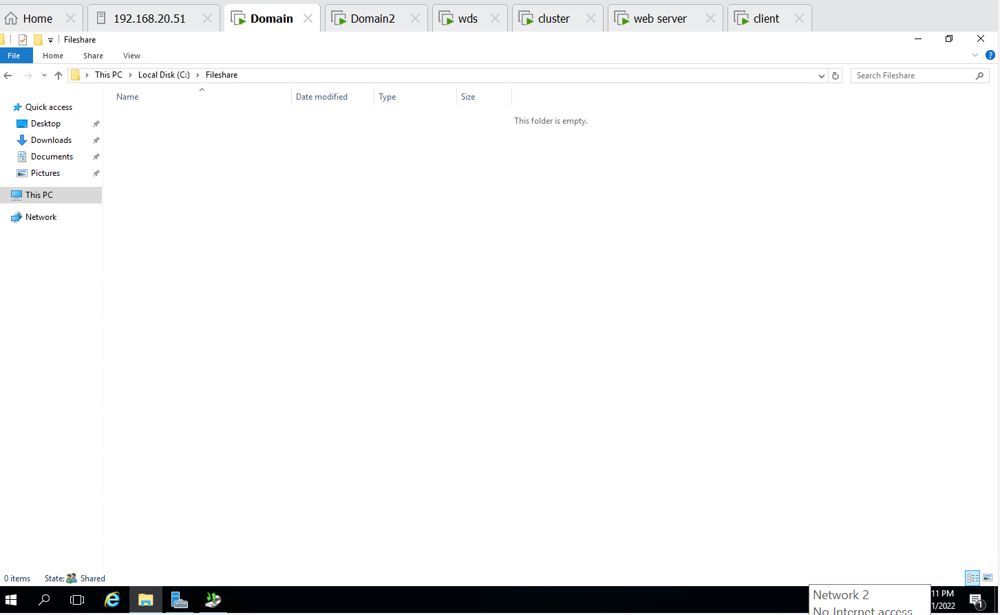 Home
192.168.20.51
Domain
Domain2
wds
cluster
web server
client
Fileshare
File Home Share View
This PC Local Disk (C:) Fileshare
Search Fileshare
Name Date modified Type Size
This folder is empty.
Quick access
Desktop
Downloads
Documents
Pictures
This PC
Network
0 items State: Shared
Network 2
No Internet access
11 PM
1/2022
1